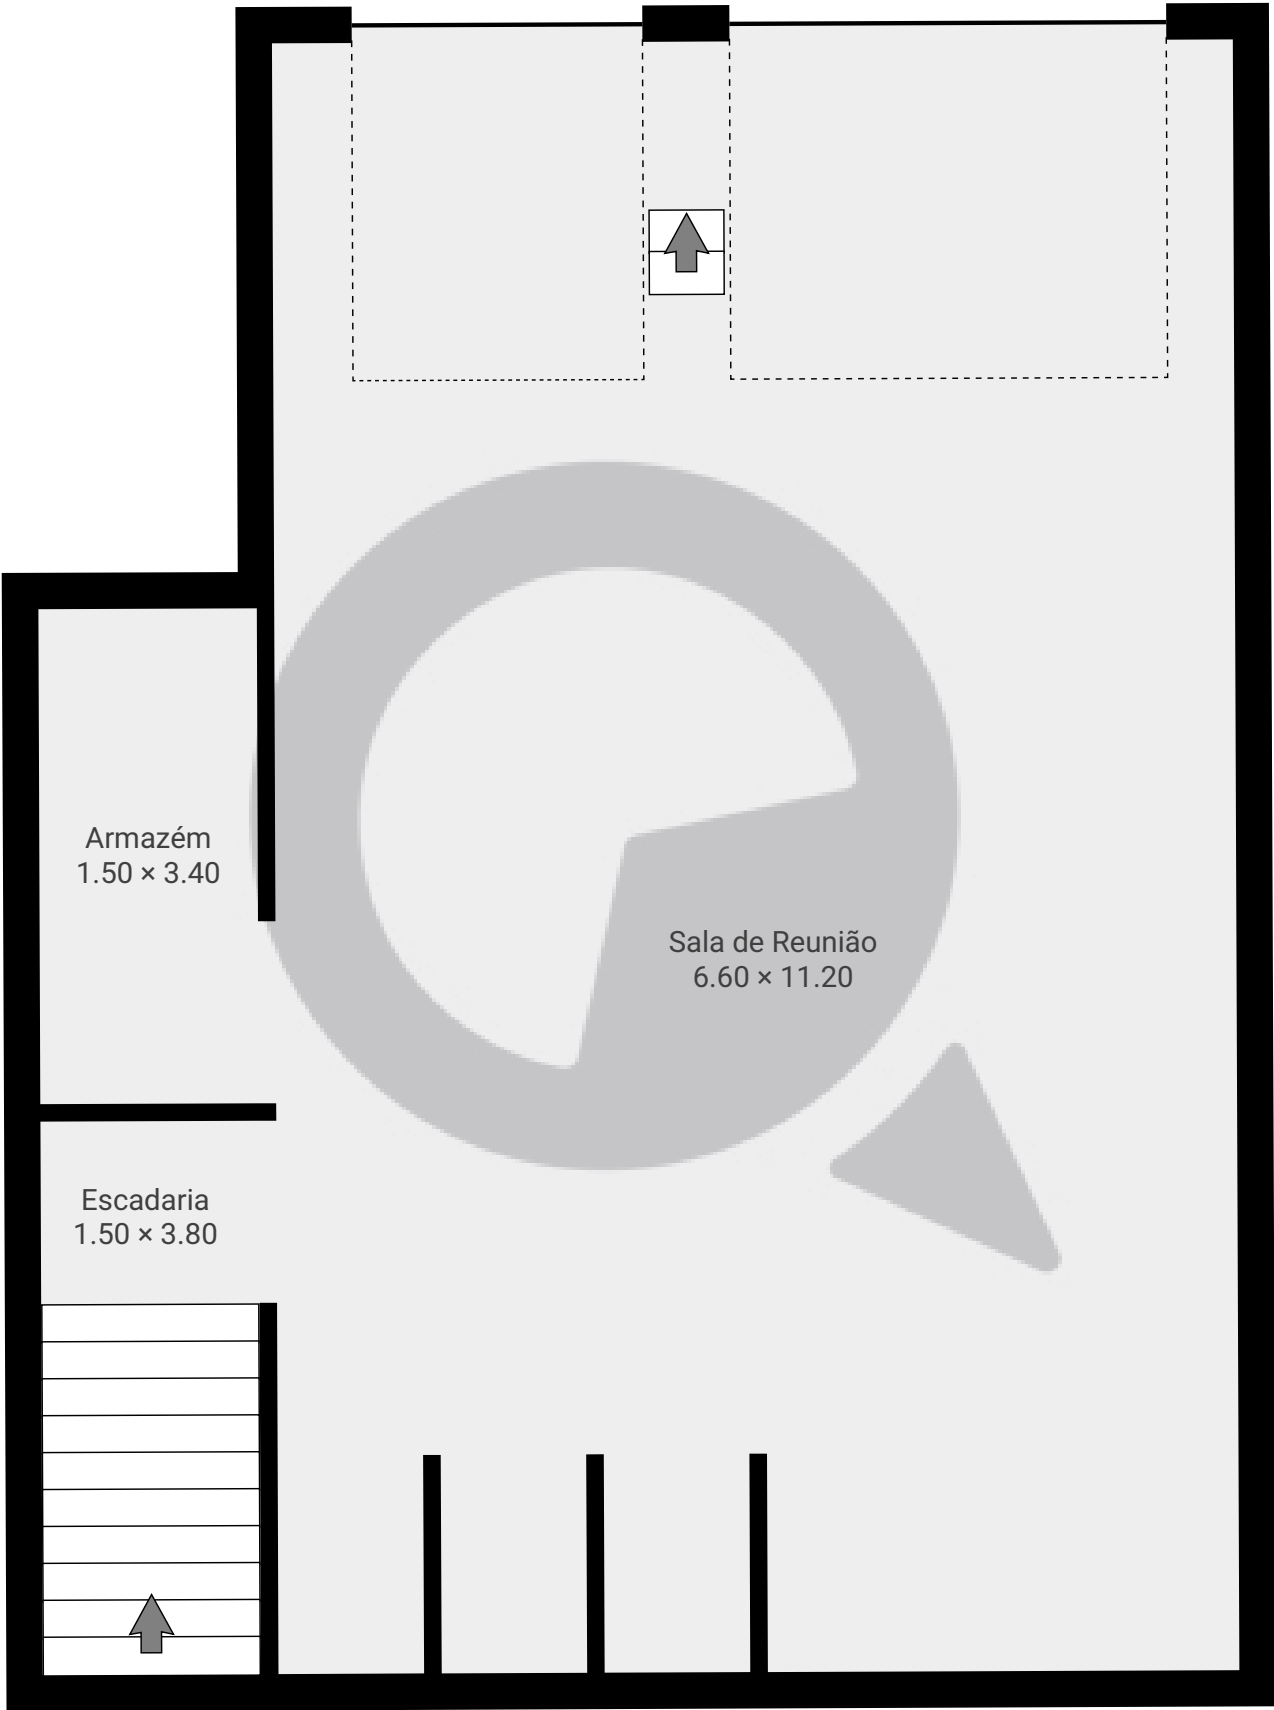 Armazém
1.50 × 3.40
Sala de Reunião
6.60 × 11.20
Escadaria
1.50 × 3.80